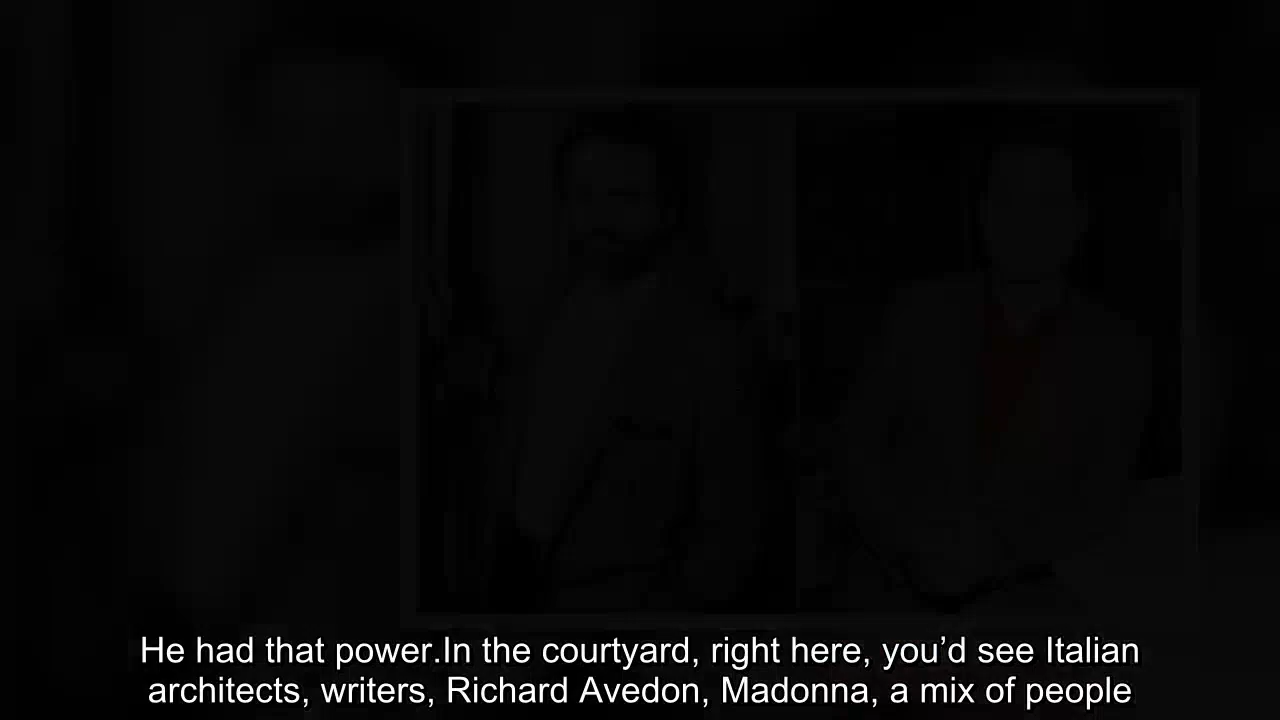 He had that power.In the courtyard, right here, you’d see Italian
architects, writers, Richard Avedon, Madonna, a mix of people